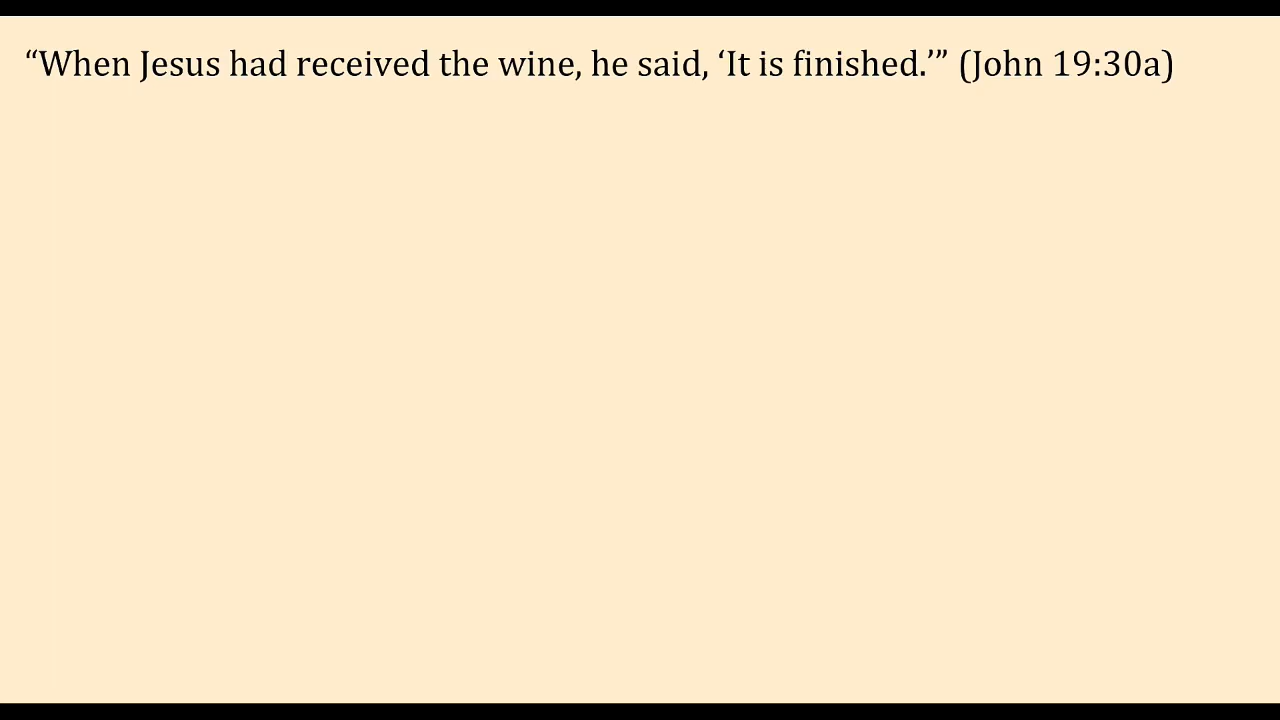 “When Jesus had received the wine, he said, ‘It is finished.’” (John 19:30a)